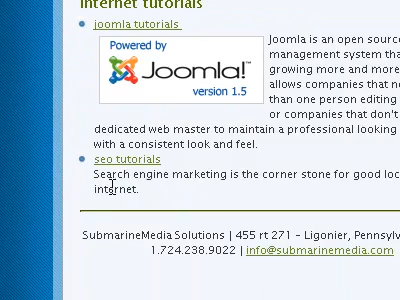 internet tutorials
joomla tutorials
Joomla is an open source
Powered by
Joomla!™
version 1.5
management system tha
growing more and more
allows companies that ne
than one person editing
or companies that don't
dedicated web master to maintain a professional looking
with a consistent look and feel.
seo tutorials
Search engine marketing is the corner stone for good loc
internet.
SubmarineMedia Solutions | 455 rt 271 - Ligonier, Pennsylv
1.724.238.9022 | info@submarinemedia.com